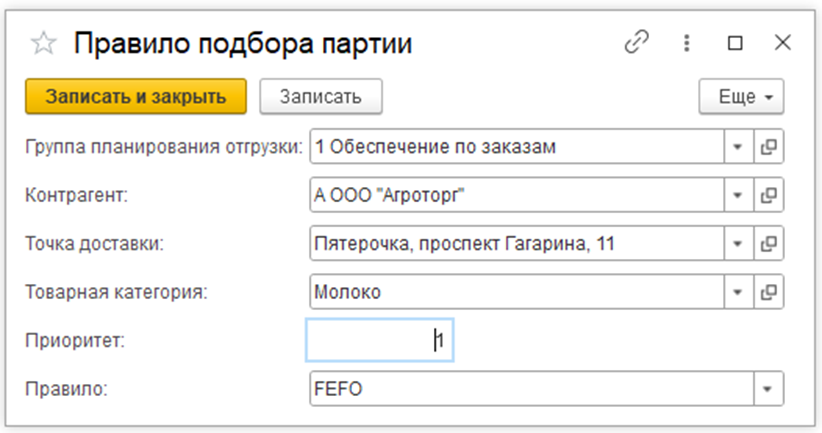 Правило подбора партии
Записать и закрыть Записать Еще
Группа планирования отгрузки: 1 Обеспечение по заказам
Контрагент: А ООО "Агроторг"
Точка доставки: Пятерочка, проспект Гагарина, 11
Товарная категория: Молоко
Приоритет: 1
Правило: FEFO